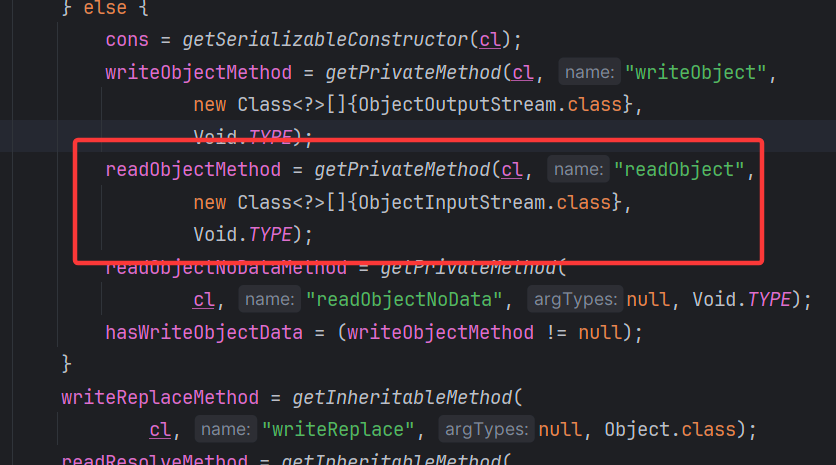 } else {
cons = getSerializableConstructor(cl);
writeObjectMethod = getPrivateMethod(cl, name: "writeObject",
new Class<?>[]{ObjectOutputStream.class},
Void.TYPE);
readObjectMethod = getPrivateMethod(cl, name: "readObject",
new Class<?>[]{ObjectInputStream.class},
Void.TYPE);
readObjectNoDataMethod = getPrivateMethod(
cl, name: "readObjectNoData", argTypes: null, Void.TYPE);
hasWriteObjectData = (writeObjectMethod != null);
}
writeReplaceMethod = getInheritableMethod(
cl, name: "writeReplace", argTypes: null, Object.class);
readResolveMethod = getInheritableMethod(